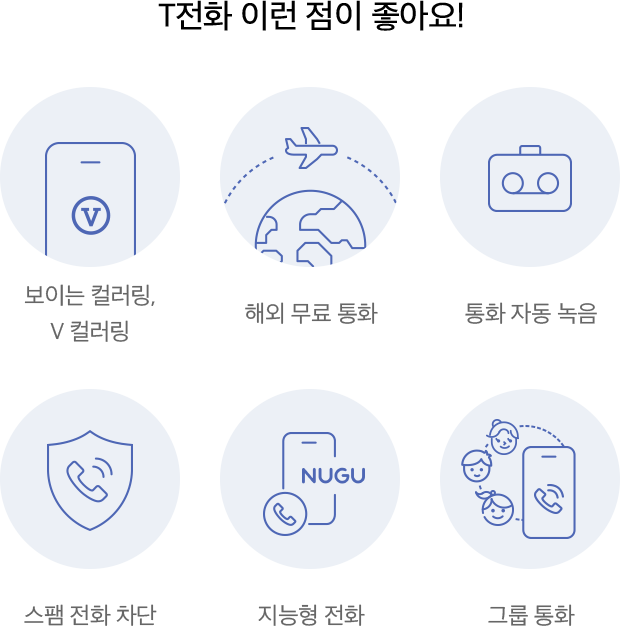 T전화 이런 점이 좋아요!
V
보이는 컬러링,
V 컬러링
해외 무료 통화
통화 자동 녹음
NUGU
스팸 전화 차단
지능형 전화
그룹 통화